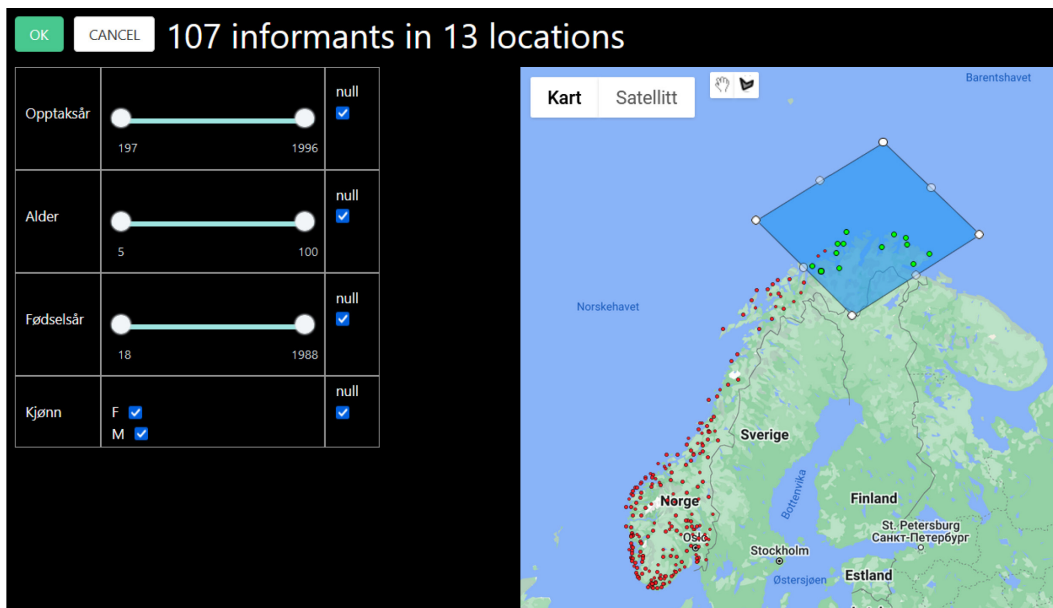 OK CANCEL 107 informants in 13 locations
Opptaksår
197 1996
null
Alder
5 100
null
Fødselsår
18 1988
null
Kjønn
F
M
null
Kart Satellitt
Barentshavet
Norskehavet
Sverige
Bottenvika
Finland
Norge
St. Petersburg
Санкт-Петербург
Oslo
Stockholm
Østersjøen
Estland